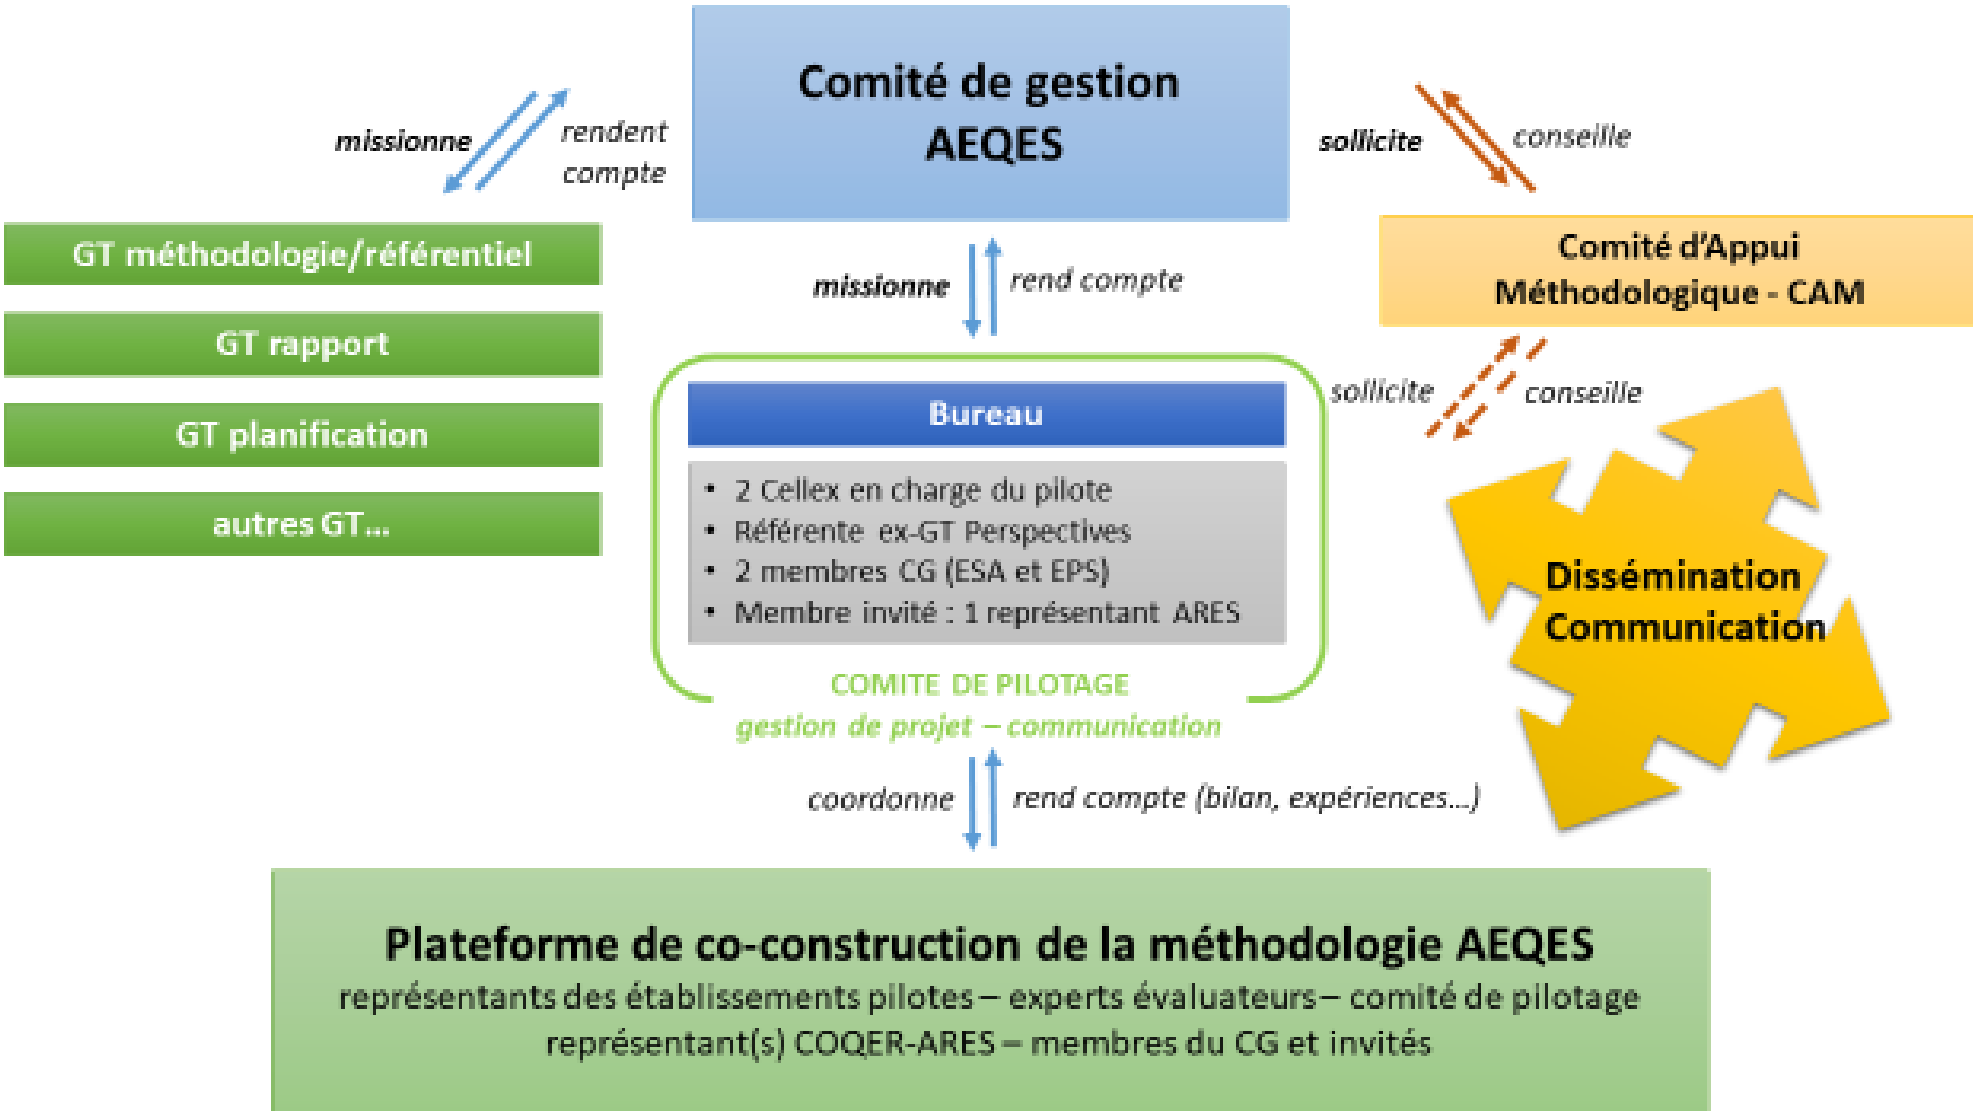 Comité de gestion
AEQES
missionne
rendent
compte
sollicite
conseille
GT méthodologie/référentiel
GT rapport
GT planification
autres GT...
missionne
rend compte
Comité d'Appui
Méthodologique - CAM
sollicite
conseille
Bureau
• 2 Cellex en charge du pilote
• Référente ex-GT Perspectives
• 2 membres CG (ESA et EPS)
• Membre invité : 1 représentant ARES
COMITE DE PILOTAGE
gestion de projet – communication
Dissémination
Communication
coordonne
rend compte (bilan, expériences...)
Plateforme de co-construction de la méthodologie AEQES
représentants des établissements pilotes – experts évaluateurs – comité de pilotage
représentant(s) COQER-ARES – membres du CG et invités